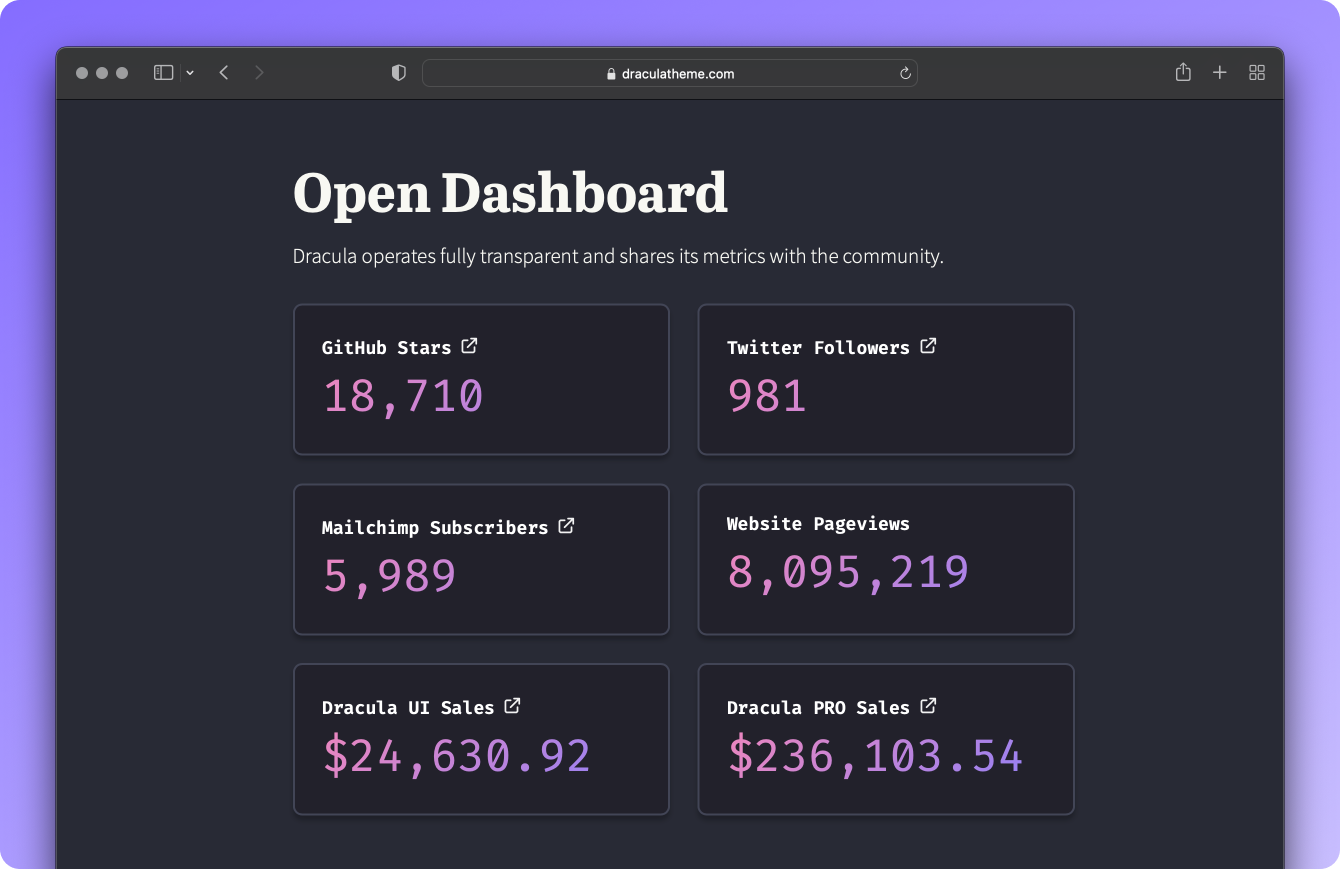 draculatheme.com
Open Dashboard
Dracula operates fully transparent and shares its metrics with the community.
GitHub Stars
18,710
Twitter Followers
981
Mailchimp Subscribers
5,989
Website Pageviews
8,095,219
Dracula UI Sales
$24,630.92
Dracula PRO Sales
$236,103.54